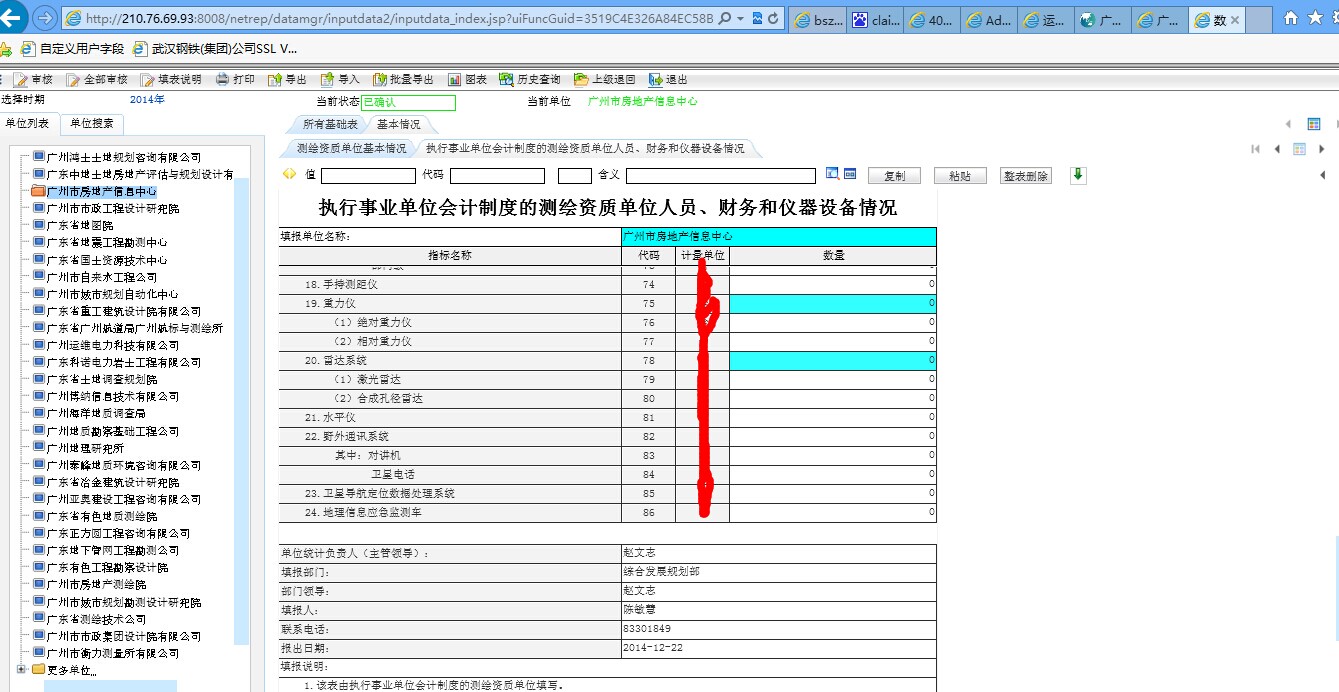 http://210.76.69.93:8008/netrep/datamgr/inputdata2/inputdata_index.jsp?uiFuncGuid=3519C4E326A84EC58B
bsz... clai... 40... Ad... 运... 广... 广... 数
自定义用户字段 武汉钢铁(集团)公司SSL V...
审核 全部审核 填表说明 打印 导出 导入 批量导出 图表 历史查询 上级退回 退出
选择时期 2014年 当前状态 已确认 当前单位 广州市房地产信息中心
单位列表 单位搜索
所有基础表 基本情况
测绘资质单位基本情况 执行事业单位会计制度的测绘资质单位人员、财务和仪器设备情况
值 代码 含义 复制 粘贴 整表删除
广州鸿土土地规划咨询有限公司
广东中地土地房地产评估与规划设计有
广州市房地产信息中心
广州市市政工程设计研究院
广东省地图院
广东省地震工程勘测中心
广东省国土资源技术中心
广州市自来水工程公司
广州市城市规划自动化中心
广东省重工建筑设计院有限公司
广东省广州航道局广州航标与测绘所
广州运维电力科技有限公司
广东科诺电力岩土工程有限公司
广东省土地调查规划院
广州博纳信息技术有限公司
广州海洋地质调查局
广州地质勘察基础工程公司
广州地理研究所
广州泰峰地质环境咨询有限公司
广东省冶金建筑设计研究院
广州亚奥建设工程咨询有限公司
广东省有色地质测绘院
广东正方圆工程咨询有限公司
广东地下管网工程勘测公司
广东有色工程勘察设计院
广州市房地产测绘院
广州市城市规划勘测设计研究院
广东省测绘技术公司
广州市市政集团设计院有限公司
广州市衡力测量所有限公司
更多单位...
执行事业单位会计制度的测绘资质单位人员、财务和仪器设备情况
填报单位名称: 广州市房地产信息中心
指标名称 代码 计量单位 数量
18.手持测距仪 74 0
19.重力仪 75 0
（1）绝对重力仪 76 0
（2）相对重力仪 77 0
20.雷达系统 78 0
（1）激光雷达 79 0
（2）合成孔径雷达 80 0
21.水平仪 81 0
22.野外通讯系统 82 0
其中: 对讲机 83 0
卫星电话 84 0
23.卫星导航定位数据处理系统 85 0
24.地理信息应急监测车 86 0
单位统计负责人（主管领导）: 赵文志
填报部门: 综合发展规划部
部门领导: 赵文志
填报人: 陈敏慧
联系电话: 83301849
报出日期: 2014-12-22
填报说明:
1.该表由执行事业单位会计制度的测绘资质单位填写。